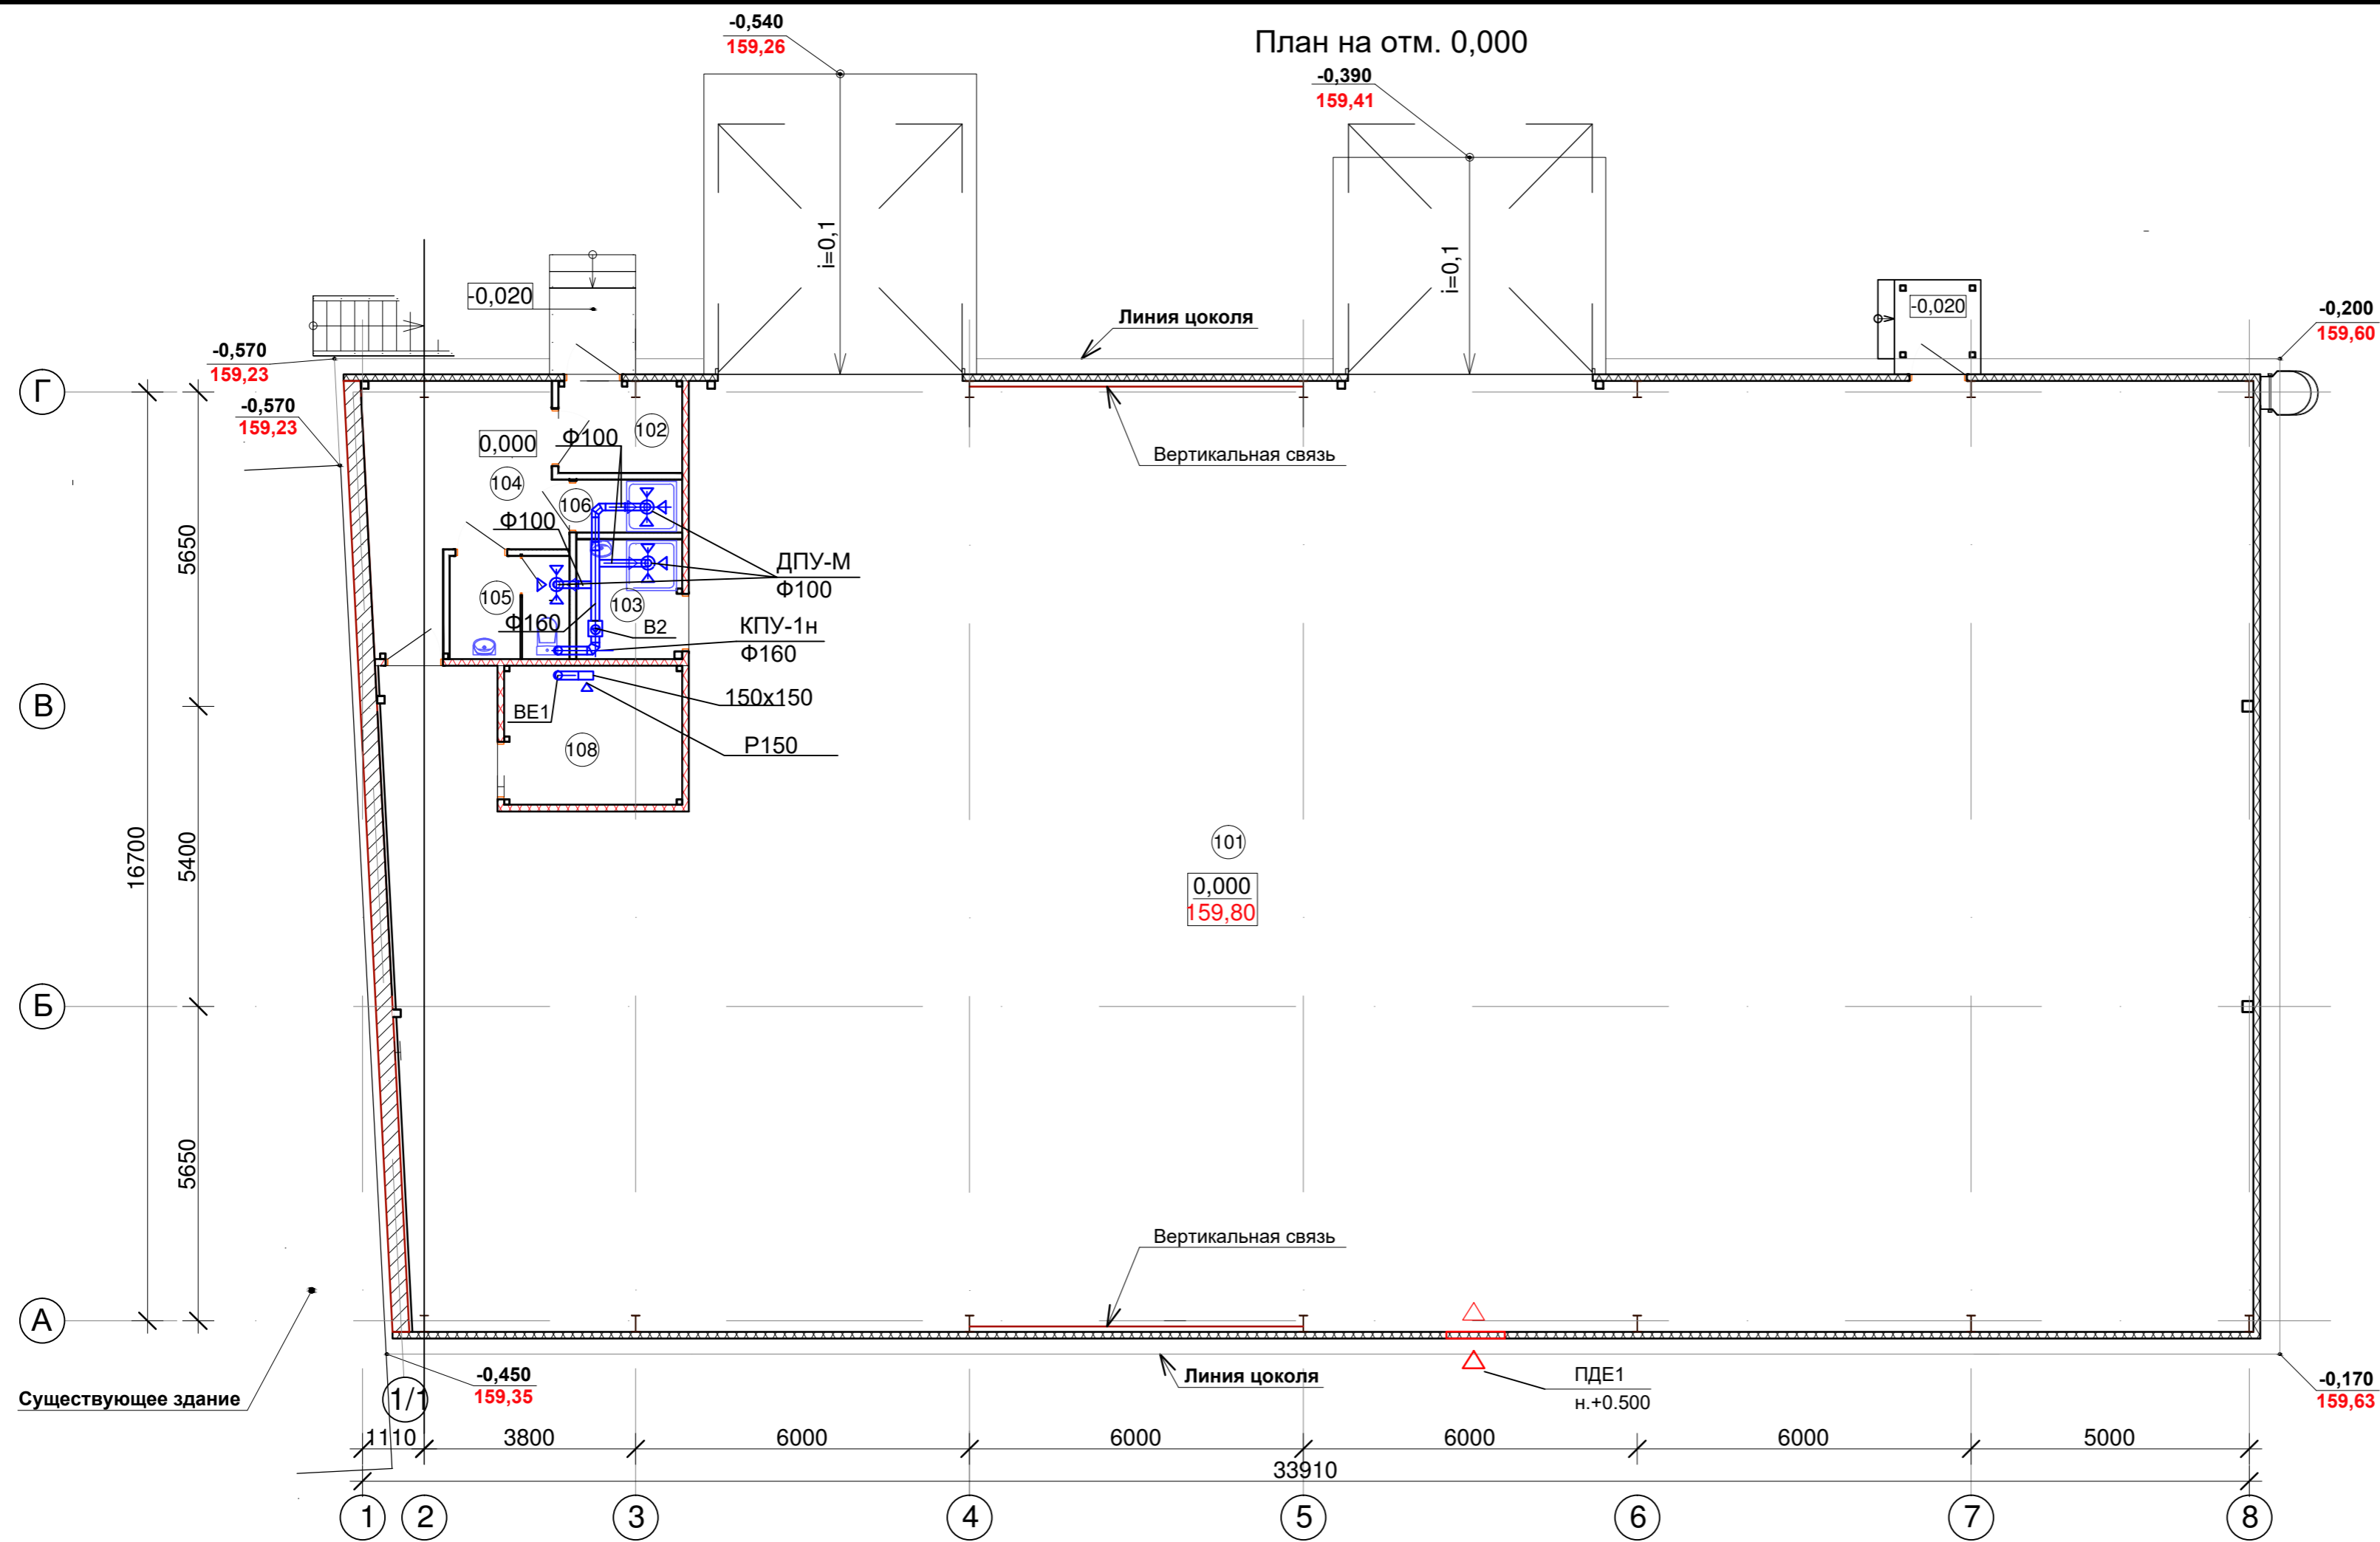 План на отм. 0,000
-0,540
159,26
-0,390
159,41
i=0,1
i=0,1
-0,020
-0,020
Линия цоколя
-0,200
159,60
-0,570
159,23
-0,570
159,23
Г
Вертикальная связь
0,000
Ф100
102
104
106
Ф100
ДПУ-М
Ф100
105
103
Ф160
В2
КПУ-1н
Ф160
150x150
ВЕ1
Р150
108
В
5650
16700
5400
5650
101
0,000
159,80
Б
Вертикальная связь
А
Существующее здание
1/1
-0,450
159,35
Линия цоколя
ПДЕ1
н.+0.500
-0,170
159,63
1110
3800
6000
6000
6000
6000
5000
33910
1
2
3
4
5
6
7
8